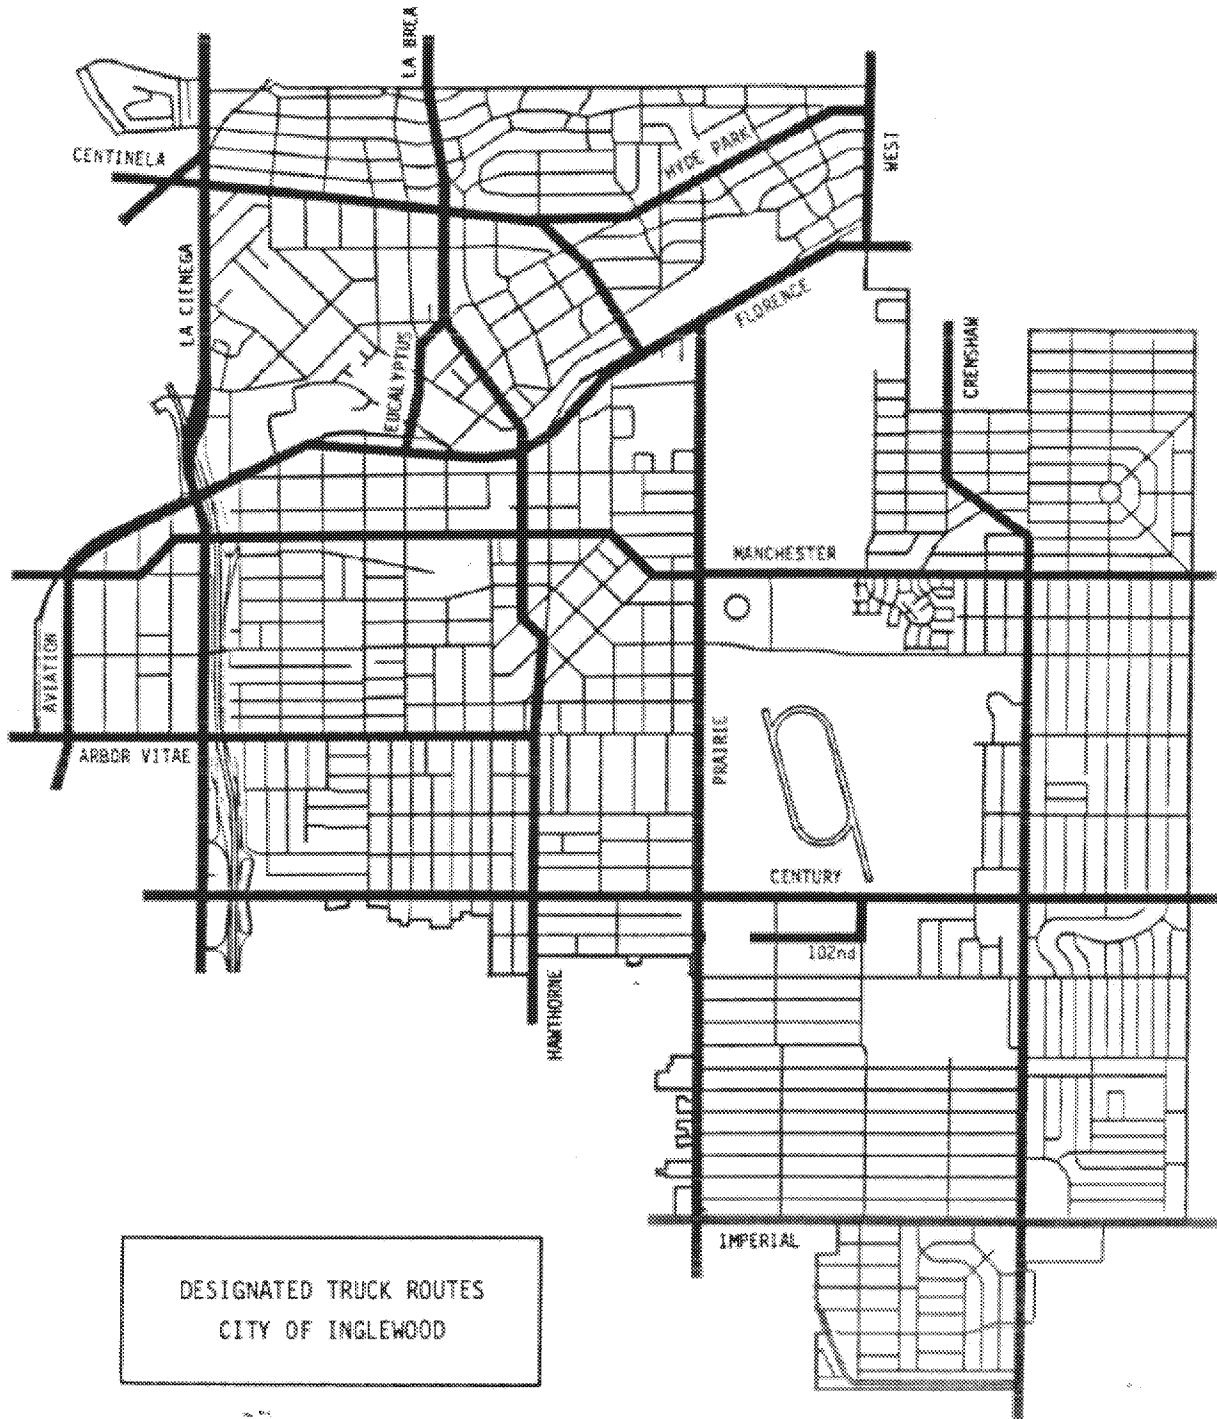 LA BREA
CENTINELA
HYDE PARK
WEST
LA CIENEGA
FLORENCE
EUCALYPTUS
CRENSHAW
MANCHESTER
AVIATION
ARBOR VITAE
PRAIRIE
CENTURY
102nd
HAWTHORNE
IMPERIAL
DESIGNATED TRUCK ROUTES
CITY OF INGLEWOOD